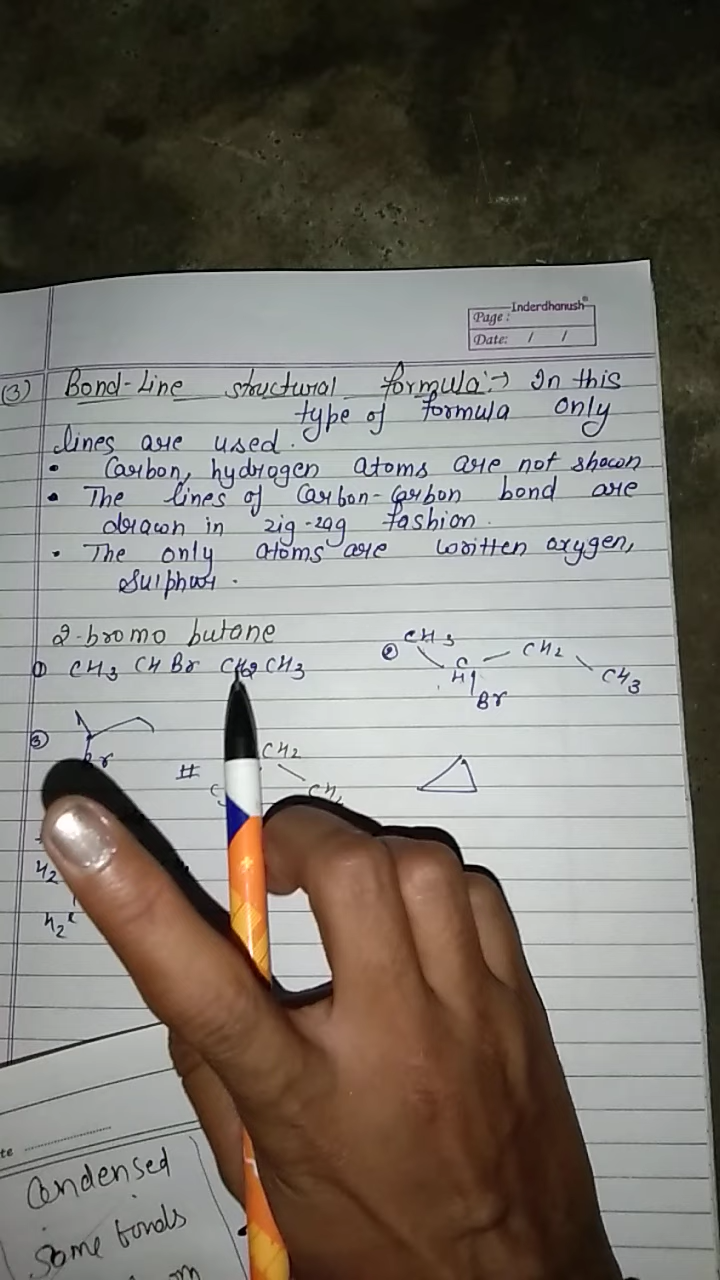 Inderdhanush®
Page :
Date: / /
(3) Bond-Line structural formula :→ In this
type of formula only
lines are used.
• Carbon, hydrogen atoms are not shown
• The lines of Carbon-Carbon bond are
drawn in zig-zag fashion.
• The only atoms are written oxygen,
Sulphur.
2-bromo butane
① CH3 CH Br CH2 CH3
② CH3 CH2
C
H CH3
Br
③
Br
# CH2
H2
H2
Condensed
some bonds